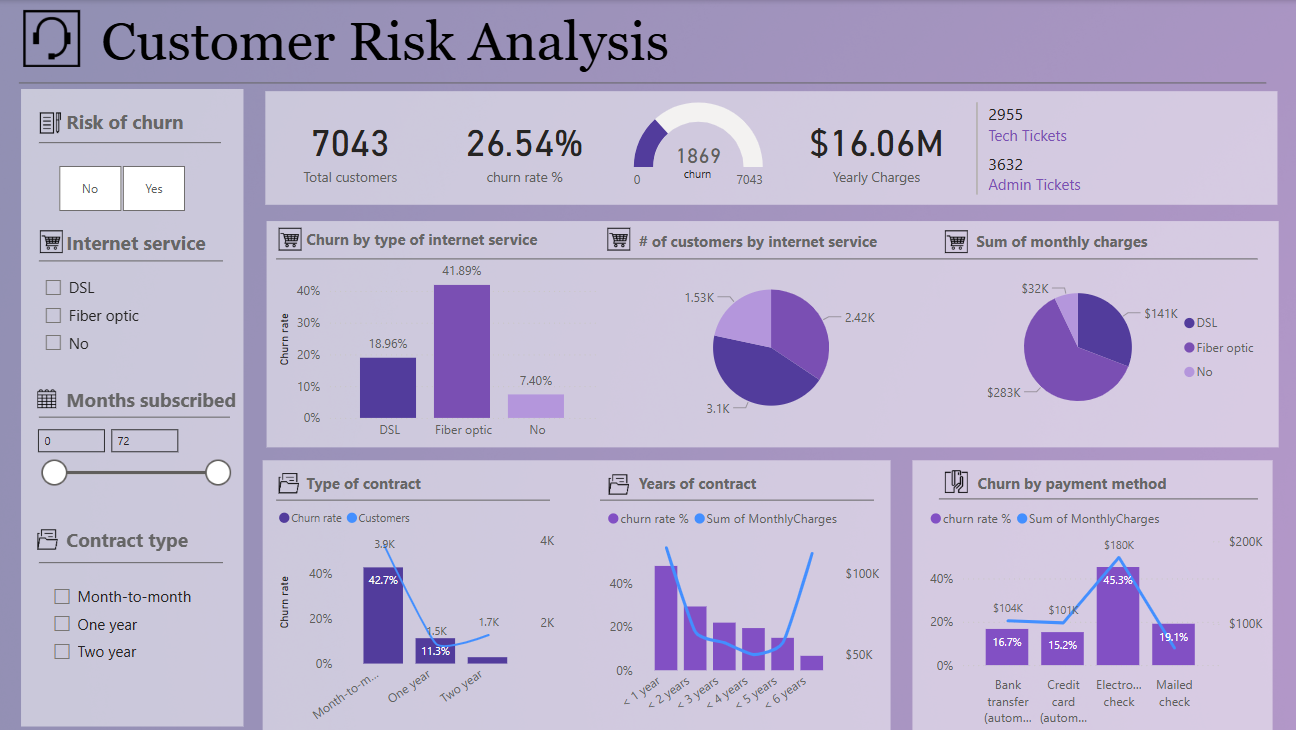 Customer Risk Analysis
Risk of churn
No
Yes
Internet service
DSL
Fiber optic
No
Months subscribed
0
72
Contract type
Month-to-month
One year
Two year
7043
Total customers
26.54%
churn rate %
1869
churn
0
7043
$16.06M
Yearly Charges
2955
Tech Tickets
3632
Admin Tickets
Churn by type of internet service
Churn rate
41.89%
40%
30%
20%
10%
0%
18.96%
7.40%
DSL
Fiber optic
No
# of customers by internet service
1.53K
2.42K
3.1K
Sum of monthly charges
$32K
$141K
$283K
DSL
Fiber optic
No
Type of contract
Churn rate
Customers
Churn rate
40%
20%
0%
3.9K
42.7%
1.5K
11.3%
1.7K
4K
2K
Month-to-m...
One year
Two year
Years of contract
churn rate %
Sum of MonthlyCharges
40%
20%
0%
$100K
$50K
< 1 year
< 2 years
< 3 years
< 4 years
< 5 years
< 6 years
Churn by payment method
churn rate %
Sum of MonthlyCharges
40%
20%
0%
$104K
$101K
$180K
16.7%
15.2%
45.3%
19.1%
$200K
$100K
Bank
transfer
(autom...
Credit
card
(autom...
Electro...
check
Mailed
check